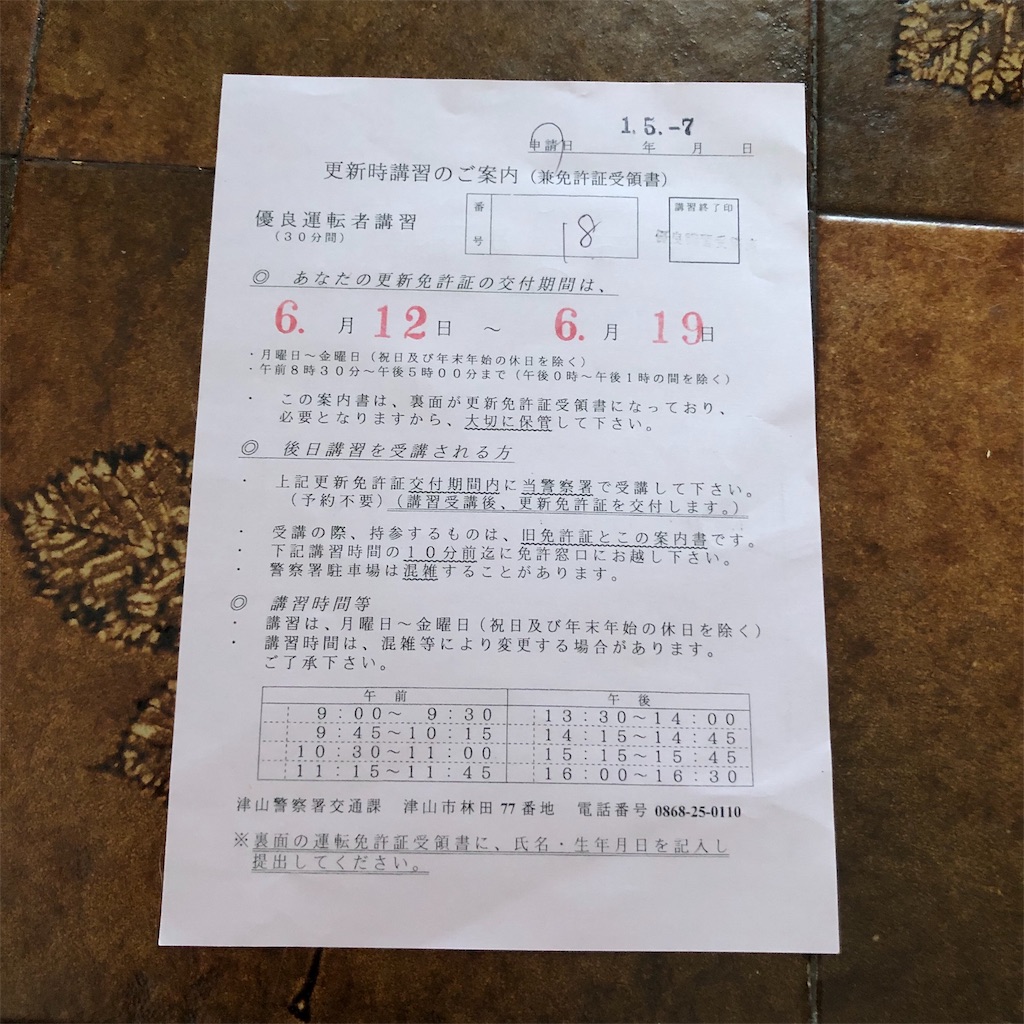 1. 5. -7
申請日 年 月 日
更新時講習のご案内（兼免許証受領書）
優良運転者講習
（３０分間）
番号
18
講習終了印
◎ あなたの更新免許証の交付期間は、
6. 月 12日 ～ 6. 月 19日
・月曜日～金曜日（祝日及び年末年始の休日を除く）
・午前８時３０分～午後５時００分まで（午後０時～午後１時の間を除く）
・ この案内書は、裏面が更新免許証受領書になっており、
必要となりますから、大切に保管して下さい。
◎ 後日講習を受講される方
・ 上記更新免許証交付期間内に当警察署で受講して下さい。
（予約不要）（講習受講後、更新免許証を交付します。）
・ 受講の際、持参するものは、旧免許証とこの案内書です。
・ 下記講習時間の１０分前迄に免許窓口にお越し下さい。
・ 警察署駐車場は混雑することがあります。
◎ 講習時間等
・ 講習は、月曜日～金曜日（祝日及び年末年始の休日を除く）
・ 講習時間は、混雑等により変更する場合があります。
ご了承下さい。
午前 午後
９：００～ ９：３０ １３：３０～１４：００
９：４５～１０：１５ １４：１５～１４：４５
１０：３０～１１：００ １５：１５～１５：４５
１１：１５～１１：４５ １６：００～１６：３０
津山警察署交通課 津山市林田 77 番地 電話番号 0868-25-0110
※裏面の運転免許証受領書に、氏名・生年月日を記入し
提出してください。